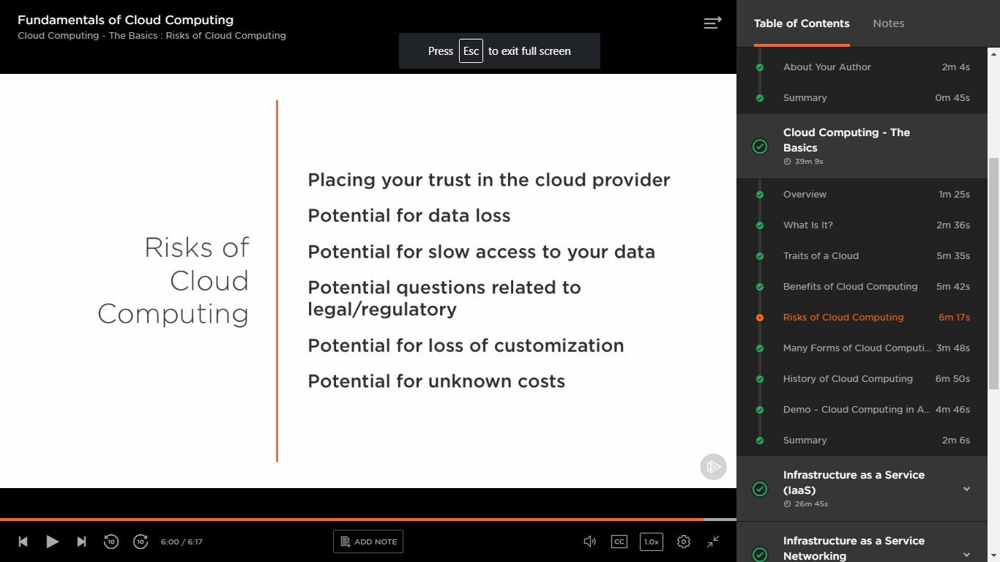 Fundamentals of Cloud Computing
Cloud Computing - The Basics : Risks of Cloud Computing
Press Esc to exit full screen
Risks of
Cloud
Computing
Placing your trust in the cloud provider
Potential for data loss
Potential for slow access to your data
Potential questions related to
legal/regulatory
Potential for loss of customization
Potential for unknown costs
10
10
6:00 / 6:17
ADD NOTE
CC
1.0x
Table of Contents
Notes
About Your Author 2m 4s
Summary 0m 45s
Cloud Computing - The
Basics
39m 9s
Overview 1m 25s
What Is It? 2m 36s
Traits of a Cloud 5m 35s
Benefits of Cloud Computing 5m 42s
Risks of Cloud Computing 6m 17s
Many Forms of Cloud Computi... 3m 48s
History of Cloud Computing 6m 50s
Demo – Cloud Computing in A... 4m 46s
Summary 2m 6s
Infrastructure as a Service
(IaaS)
26m 45s
Infrastructure as a Service
Networking